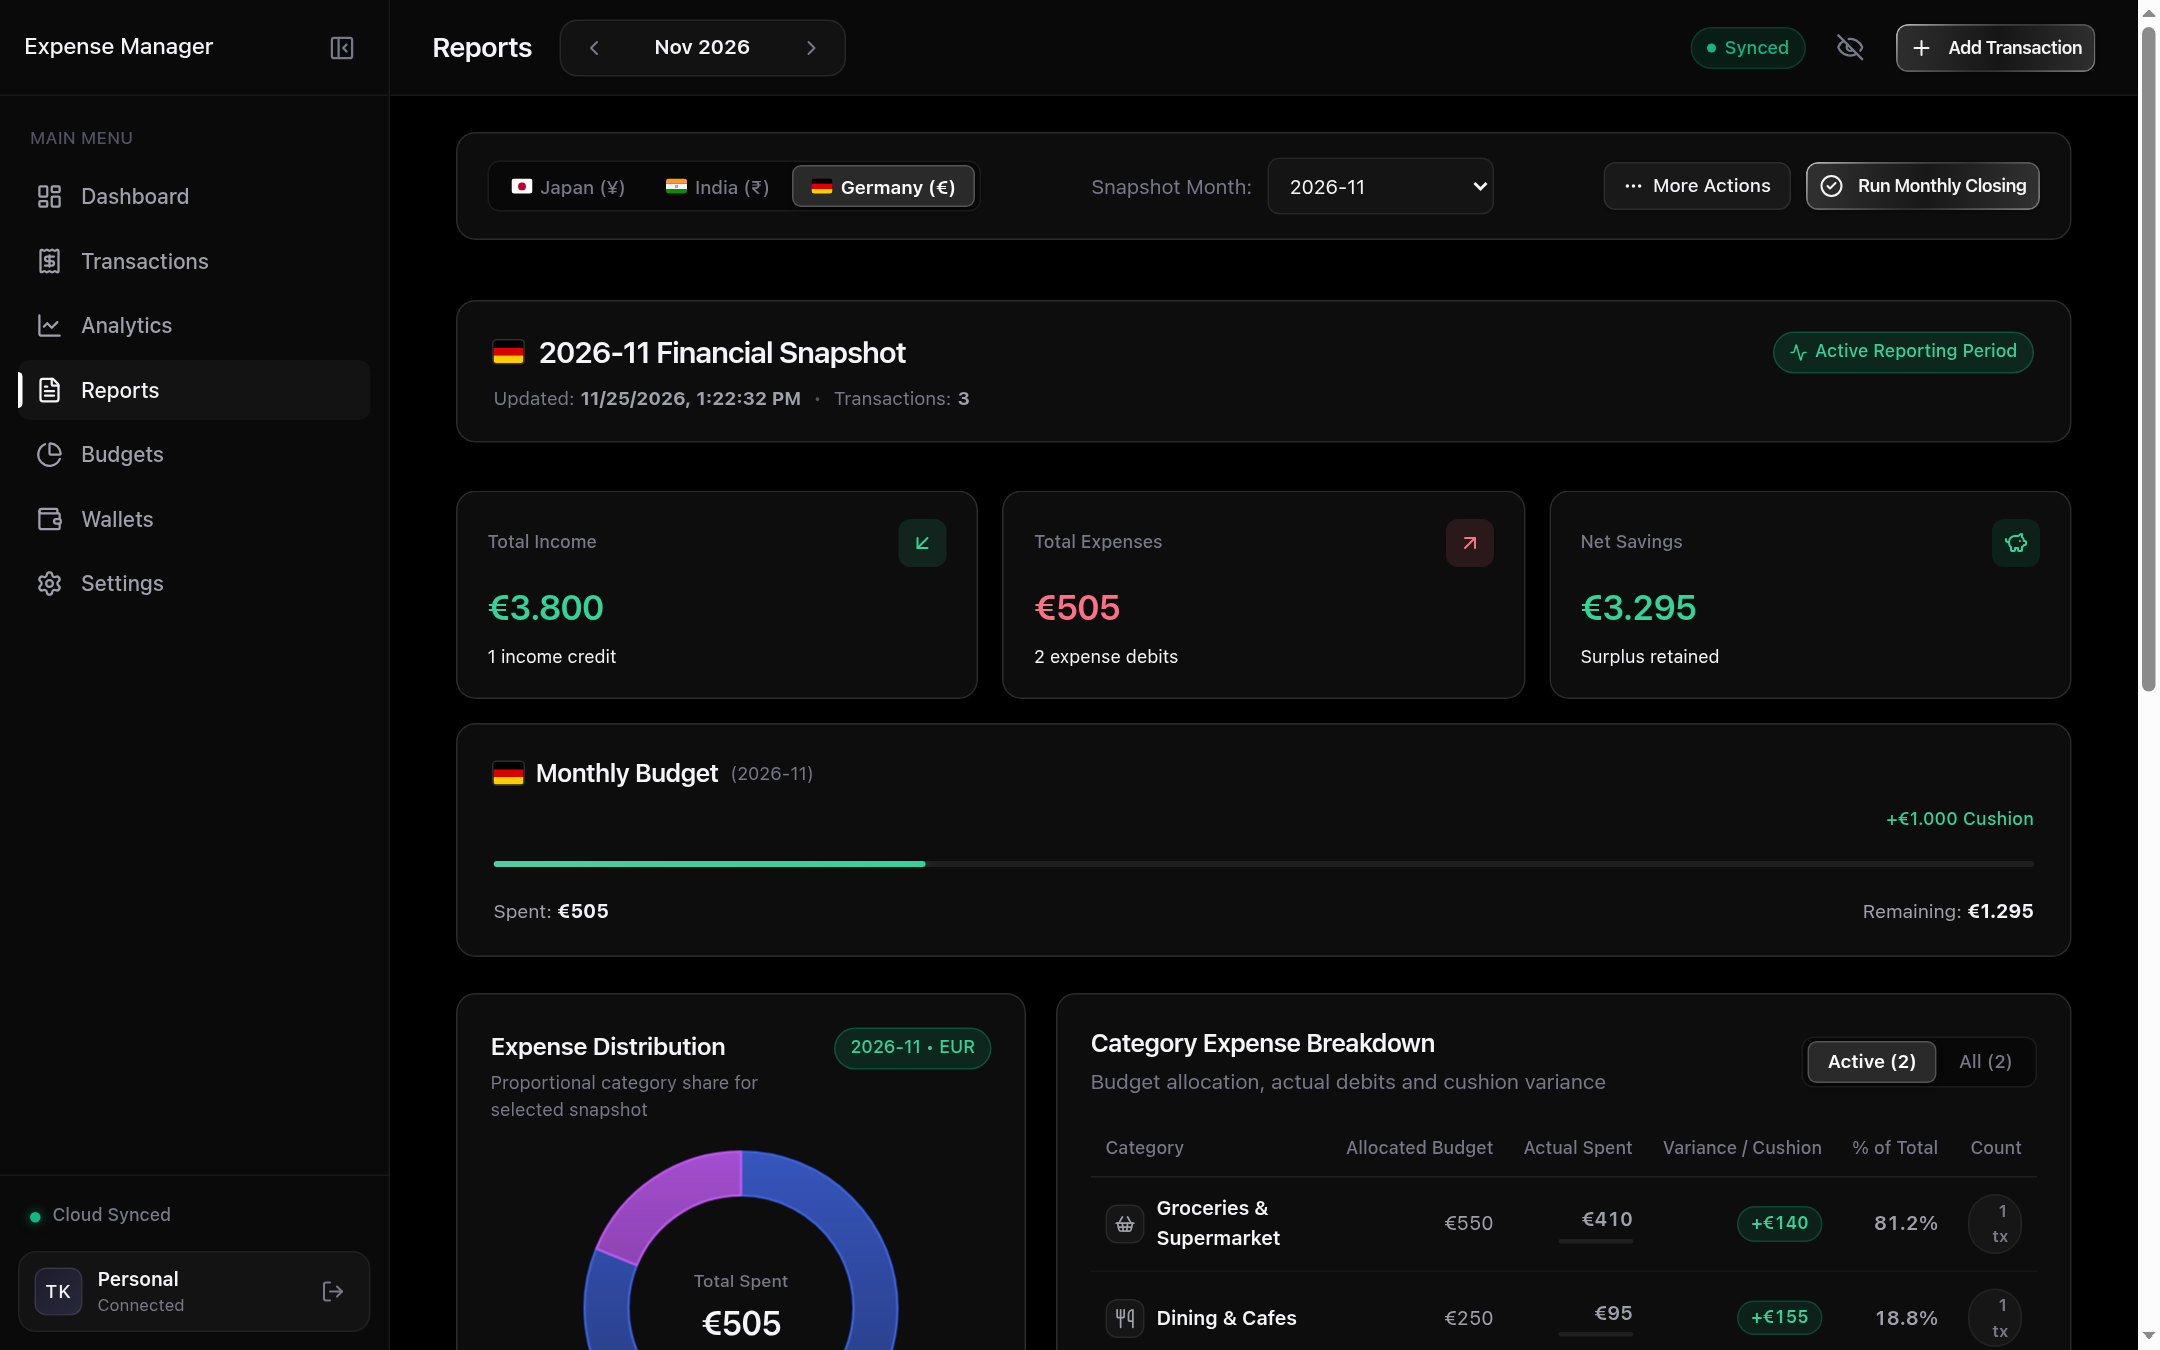 Expense Manager
MAIN MENU
Dashboard
Transactions
Analytics
Reports
Budgets
Wallets
Settings
Cloud Synced
TK
Personal
Connected
Reports
Nov 2026
Synced
Add Transaction
Japan (¥)
India (₹)
Germany (€)
Snapshot Month:
2026-11
More Actions
Run Monthly Closing
2026-11 Financial Snapshot
Active Reporting Period
Updated: 11/25/2026, 1:22:32 PM • Transactions: 3
Total Income
€3.800
1 income credit
Total Expenses
€505
2 expense debits
Net Savings
€3.295
Surplus retained
Monthly Budget (2026-11)
+€1.000 Cushion
Spent: €505
Remaining: €1.295
Expense Distribution
2026-11 • EUR
Proportional category share for
selected snapshot
Total Spent
€505
Category Expense Breakdown
Budget allocation, actual debits and cushion variance
Active (2)
All (2)
Category Allocated Budget Actual Spent Variance / Cushion % of Total Count
Groceries &
Supermarket
€550
€410
+€140
81.2%
1
tx
Dining & Cafes
€250
€95
+€155
18.8%
1
tx